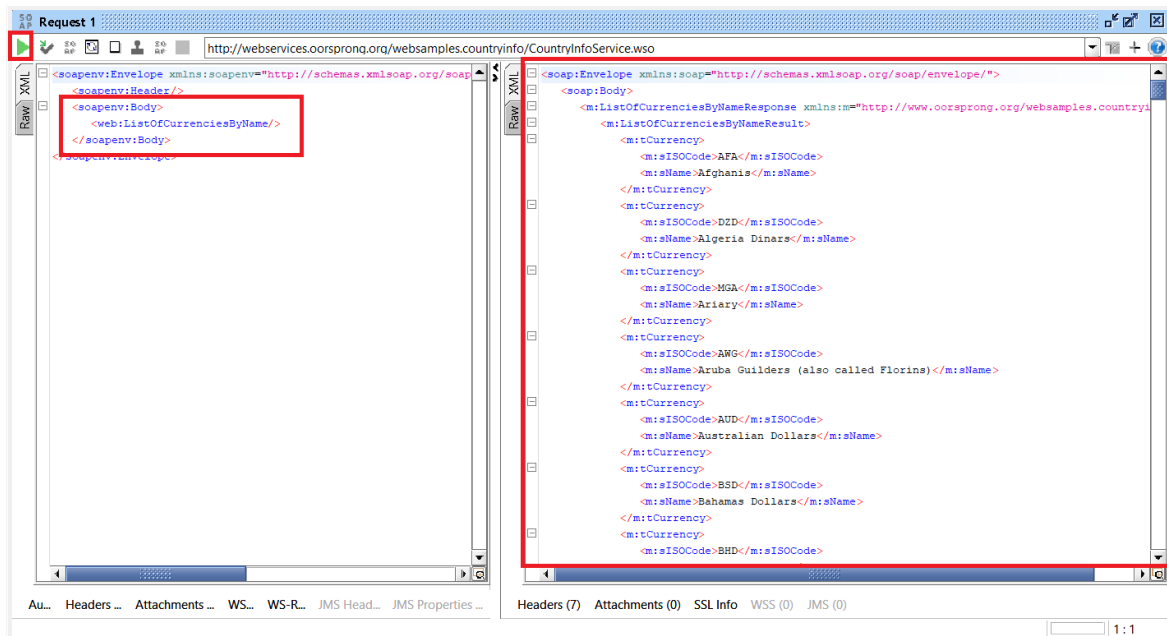 SO
AP
Request 1
SO
AP
SO
AP
http://webservices.oorsprong.org/websamples.countryinfo/CountryInfoService.wso
XML
Raw
<soapenv:Envelope xmlns:soapenv="http://schemas.xmlsoap.org/soap
<soapenv:Header/>
<soapenv:Body>
<web:ListOfCurrenciesByName/>
</soapenv:Body>
</soapenv:Envelope>
XML
Raw
<soap:Envelope xmlns:soap="http://schemas.xmlsoap.org/soap/envelope/">
<soap:Body>
<m:ListOfCurrenciesByNameResponse xmlns:m="http://www.oorsprong.org/websamples.countryi
<m:ListOfCurrenciesByNameResult>
<m:tCurrency>
<m:sISOCode>AFA</m:sISOCode>
<m:sName>Afghanis</m:sName>
</m:tCurrency>
<m:tCurrency>
<m:sISOCode>DZD</m:sISOCode>
<m:sName>Algeria Dinars</m:sName>
</m:tCurrency>
<m:tCurrency>
<m:sISOCode>MGA</m:sISOCode>
<m:sName>Ariary</m:sName>
</m:tCurrency>
<m:tCurrency>
<m:sISOCode>AWG</m:sISOCode>
<m:sName>Aruba Guilders (also called Florins)</m:sName>
</m:tCurrency>
<m:tCurrency>
<m:sISOCode>AUD</m:sISOCode>
<m:sName>Australian Dollars</m:sName>
</m:tCurrency>
<m:tCurrency>
<m:sISOCode>BSD</m:sISOCode>
<m:sName>Bahamas Dollars</m:sName>
</m:tCurrency>
<m:tCurrency>
<m:sISOCode>BHD</m:sISOCode>
Au... Headers ... Attachments ... WS... WS-R... JMS Head... JMS Properties ...
Headers (7) Attachments (0) SSL Info WSS (0) JMS (0)
1 : 1